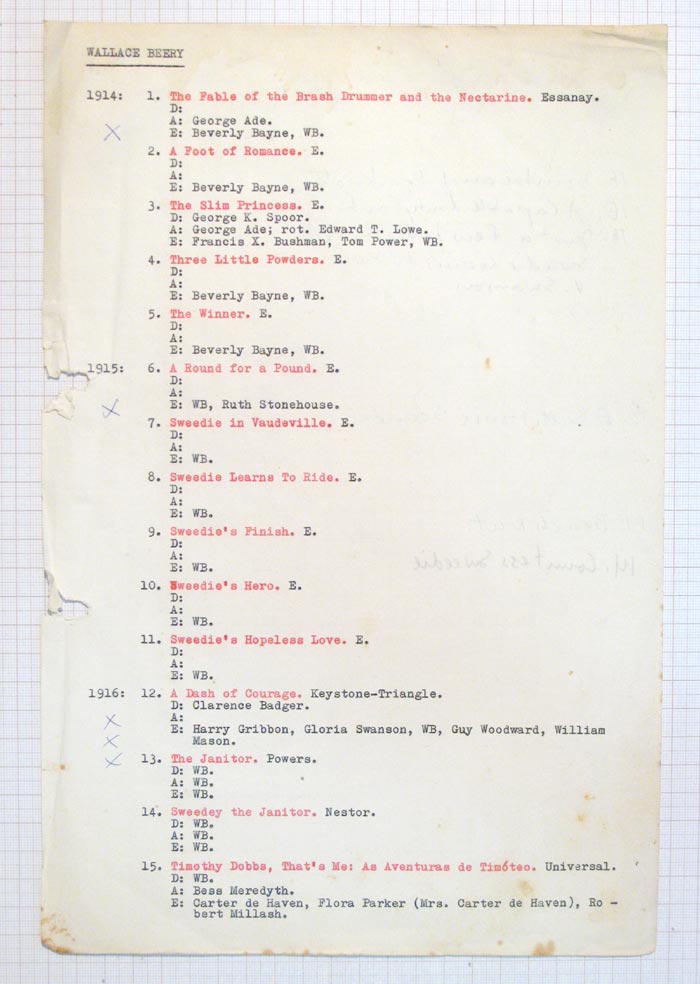 WALLACE BEERY
1914: 1. The Fable of the Brash Drummer and the Nectarine. Essanay.
D:
A: George Ade.
E: Beverly Bayne, WB.
2. A Foot of Romance. E.
D:
A:
E: Beverly Bayne, WB.
3. The Slim Princess. E.
D: George K. Spoor.
A: George Ade; rot. Edward T. Lowe.
E: Francis X. Bushman, Tom Power, WB.
4. Three Little Powders. E.
D:
A:
E: Beverly Bayne, WB.
5. The Winner. E.
D:
A:
E: Beverly Bayne, WB.
1915: 6. A Round for a Pound. E.
D:
A:
E: WB, Ruth Stonehouse.
7. Sweedie in Vaudeville. E.
D:
A:
E: WB.
8. Sweedie Learns To Ride. E.
D:
A:
E: WB.
9. Sweedie's Finish. E.
D:
A:
E: WB.
10. Sweedie's Hero. E.
D:
A:
E: WB.
11. Sweedie's Hopeless Love. E.
D:
A:
E: WB.
1916: 12. A Dash of Courage. Keystone-Triangle.
D: Clarence Badger.
A:
E: Harry Gribbon, Gloria Swanson, WB, Guy Woodward, William
Mason.
13. The Janitor. Powers.
D: WB.
A: WB.
E: WB.
14. Sweedey the Janitor. Nestor.
D: WB.
A: WB.
E: WB.
15. Timothy Dobbs, That's Me: As Aventuras de Timóteo. Universal.
D: WB.
A: Bess Meredyth.
E: Carter de Haven, Flora Parker (Mrs. Carter de Haven), Ro -
bert Millash.